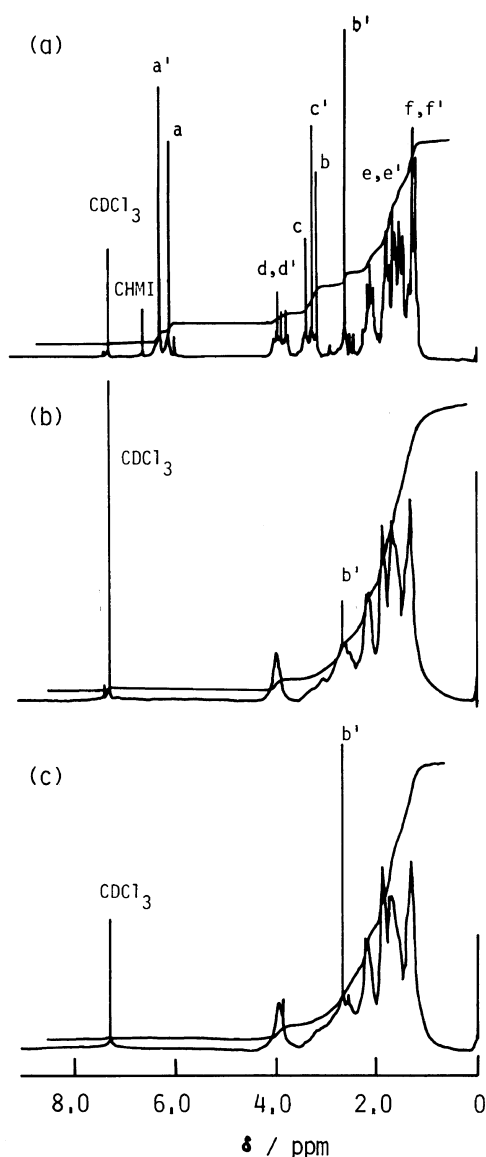 (a)
b'
a'
a
c'
b
f,f'
e,e'
CDCl3
CHMI
c
d,d'
(b)
CDCl3
b'
(c)
b'
CDCl3
8.0 6.0 4.0 2.0 0
δ / ppm